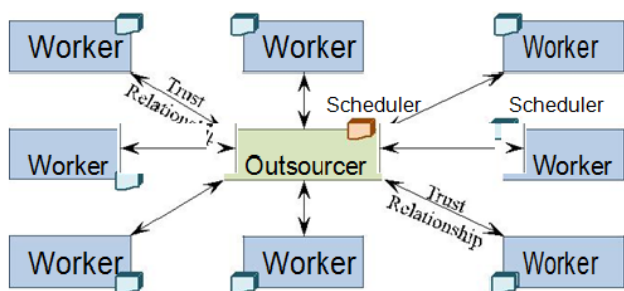 Worker
Worker
Worker
Trust
Relationship
Scheduler
Scheduler
Worker
Outsourcer
Worker
Trust
Relationship
Worker
Worker
Worker